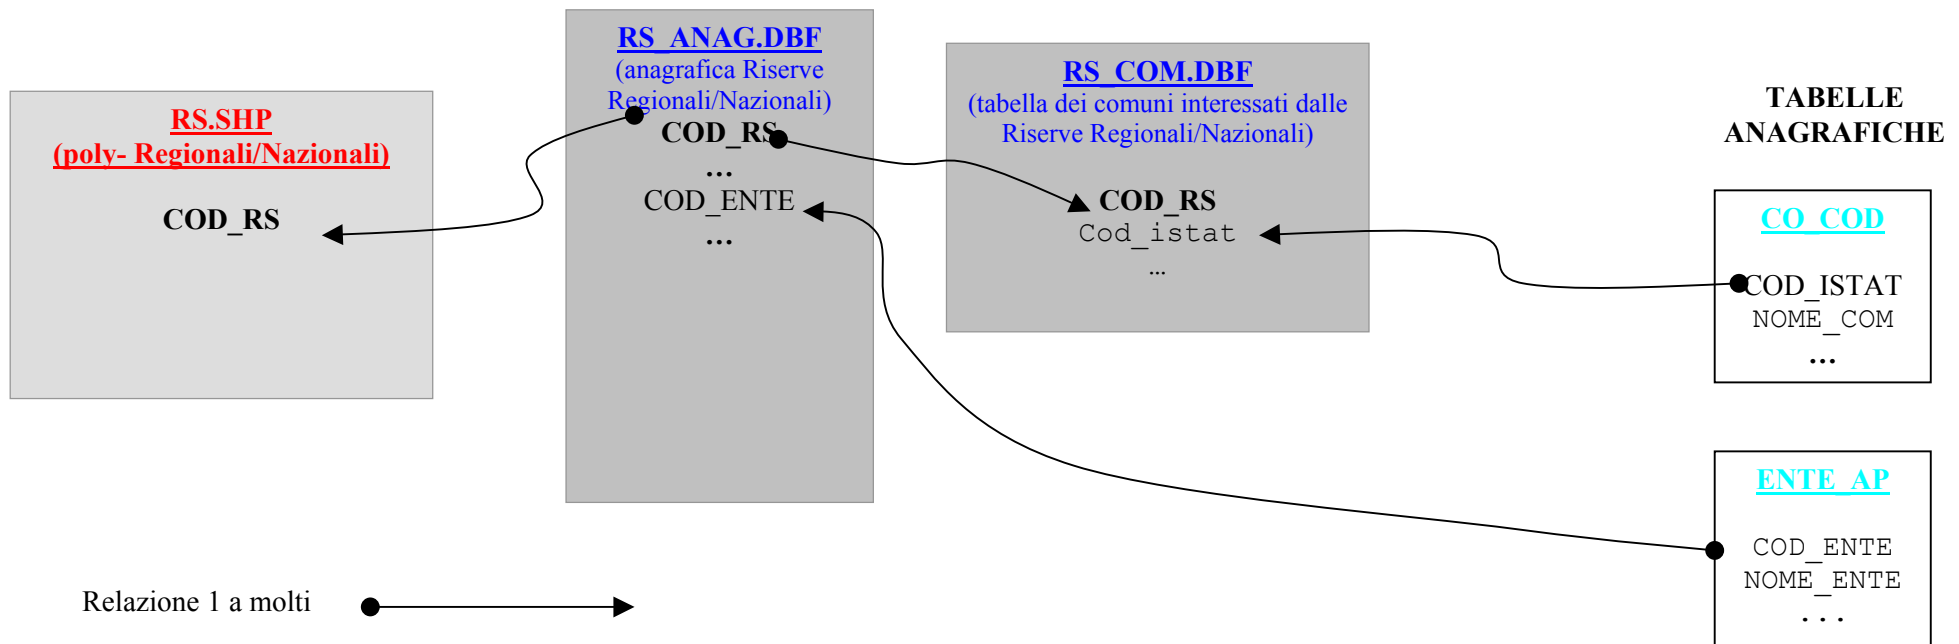 RS.SHP
(poly- Regionali/Nazionali)
COD_RS
RS_ANAG.DBF
(anagrafica Riserve
Regionali/Nazionali)
COD_RS
...
COD_ENTE
...
RS_COM.DBF
(tabella dei comuni interessati dalle
Riserve Regionali/Nazionali)
COD_RS
Cod_istat
...
TABELLE
ANAGRAFICHE
CO_COD
COD_ISTAT
NOME_COM
...
ENTE_AP
COD_ENTE
NOME_ENTE
...
Relazione 1 a molti